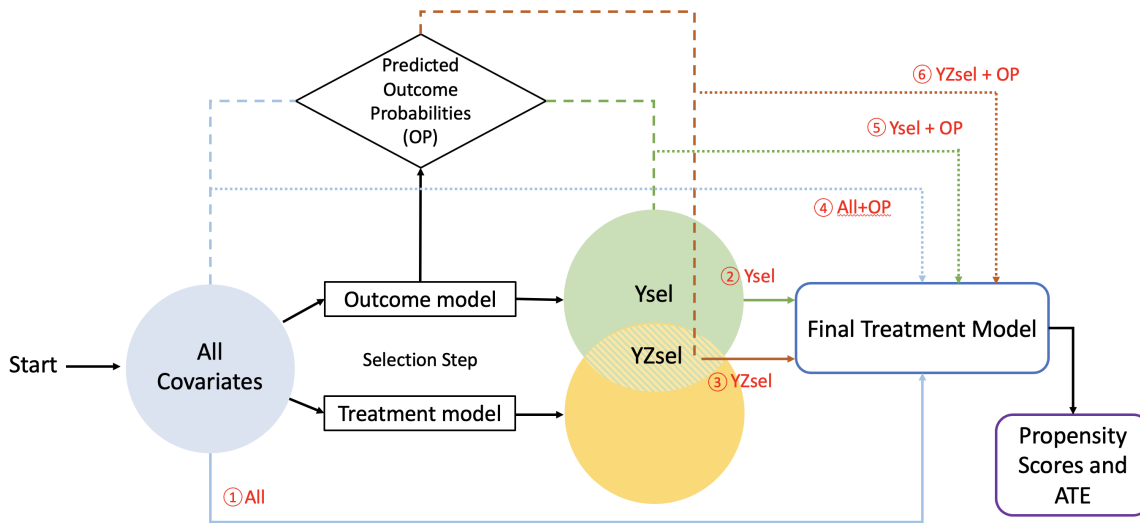 Predicted
Outcome
Probabilities
(OP)
⑥ YZsel + OP
⑤ Ysel + OP
④ All+OP
② Ysel
Outcome model
Ysel
Final Treatment Model
Start
All
Covariates
Selection Step
YZsel
③ YZsel
Treatment model
Propensity
Scores and
ATE
① All